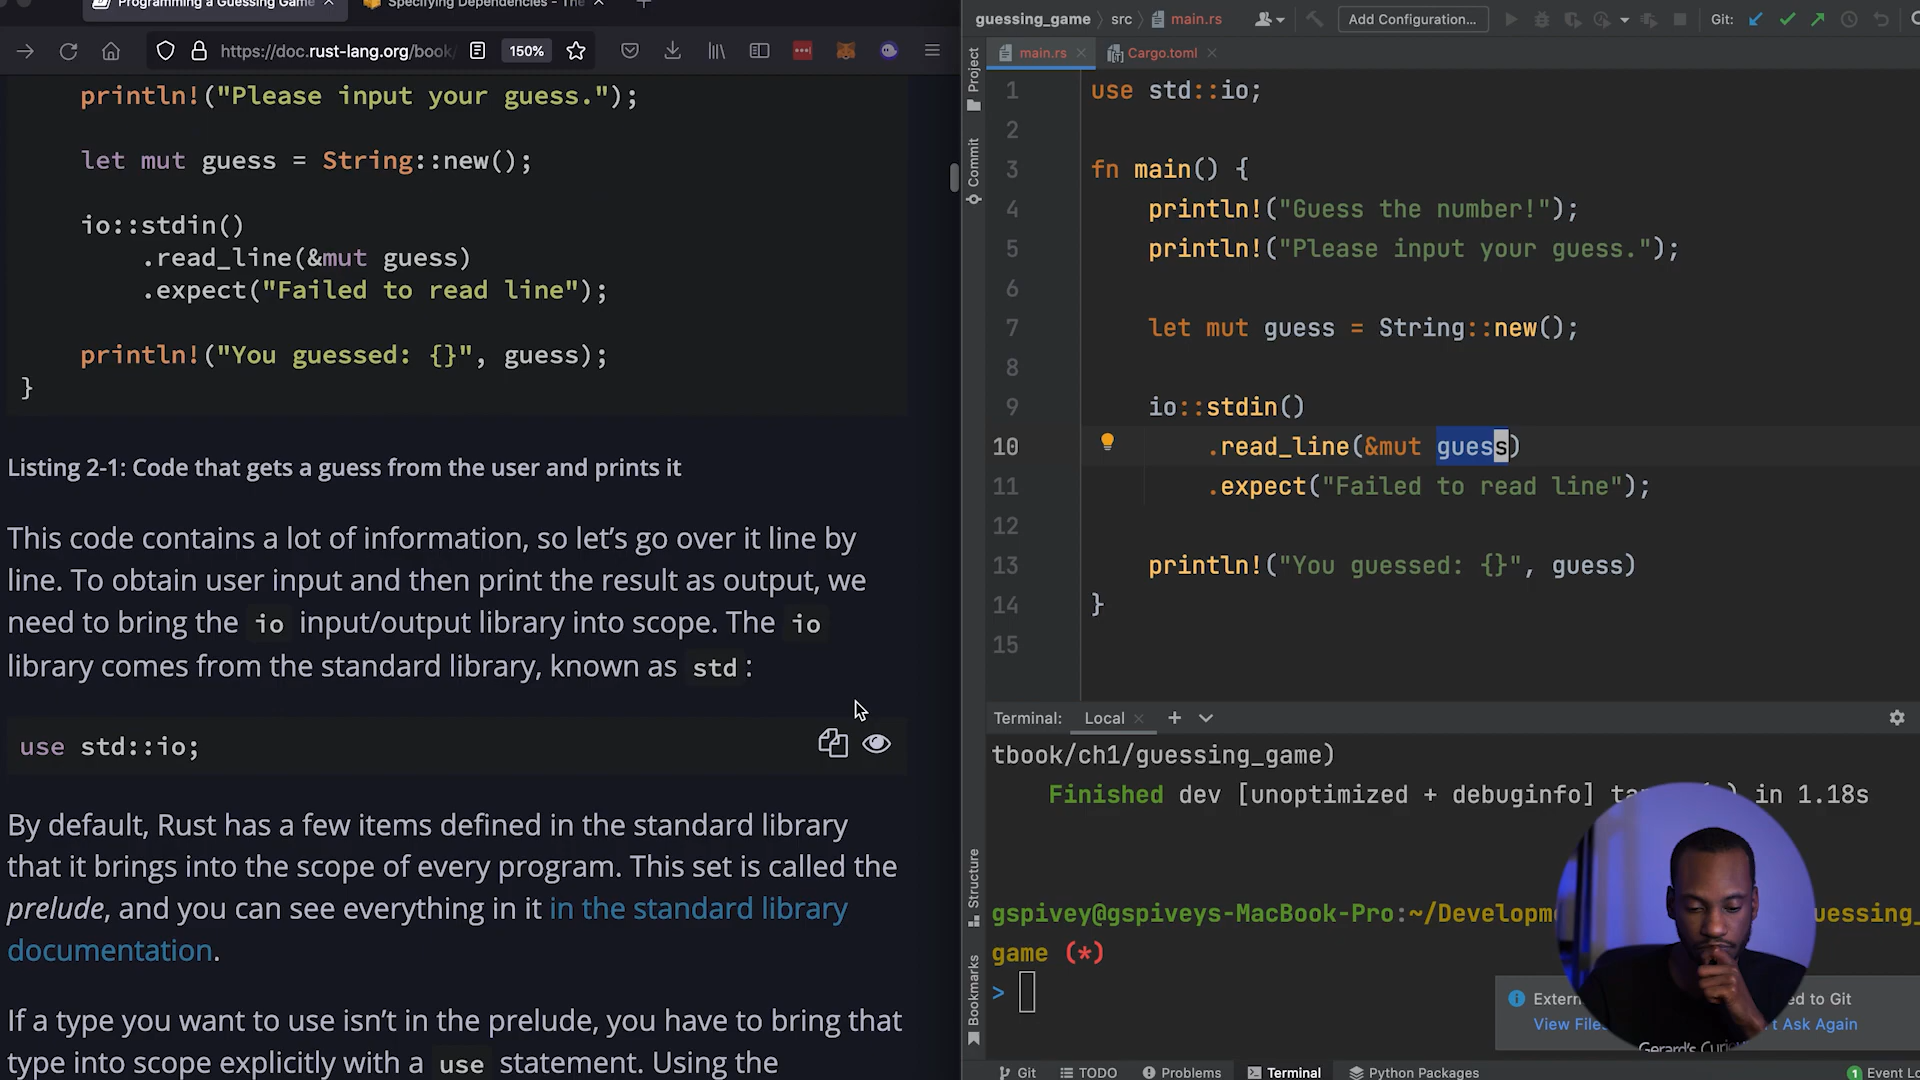 Programming a Guessing Game
Specifying Dependencies - The
https://doc.rust-lang.org/book/
150%
println!("Please input your guess.");
let mut guess = String::new();
io::stdin()
.read_line(&mut guess)
.expect("Failed to read line");
println!("You guessed: {}", guess);
}
Listing 2-1: Code that gets a guess from the user and prints it
This code contains a lot of information, so let’s go over it line by
line. To obtain user input and then print the result as output, we
need to bring the io input/output library into scope. The io
library comes from the standard library, known as std:
use std::io;
By default, Rust has a few items defined in the standard library
that it brings into the scope of every program. This set is called the
prelude, and you can see everything in it in the standard library
documentation.
If a type you want to use isn’t in the prelude, you have to bring that
type into scope explicitly with a use statement. Using the
guessing_game src main.rs
Add Configuration...
Git:
main.rs
Cargo.toml
Project
Commit
Structure
Bookmarks
1 use std::io;
2
3 fn main() {
4 println!("Guess the number!");
5 println!("Please input your guess.");
6
7 let mut guess = String::new();
8
9 io::stdin()
10 .read_line(&mut guess)
11 .expect("Failed to read line");
12
13 println!("You guessed: {}", guess)
14 }
15
Terminal: Local
tbook/ch1/guessing_game)
Finished dev [unoptimized + debuginfo] in 1.18s
gspivey@gspiveys-MacBook-Pro:~/Developm uessing_
game (*)
>
Extern ed to Git
View Files t Ask Again
Gerard's
Git TODO Problems Terminal Python Packages
1 Event Lo